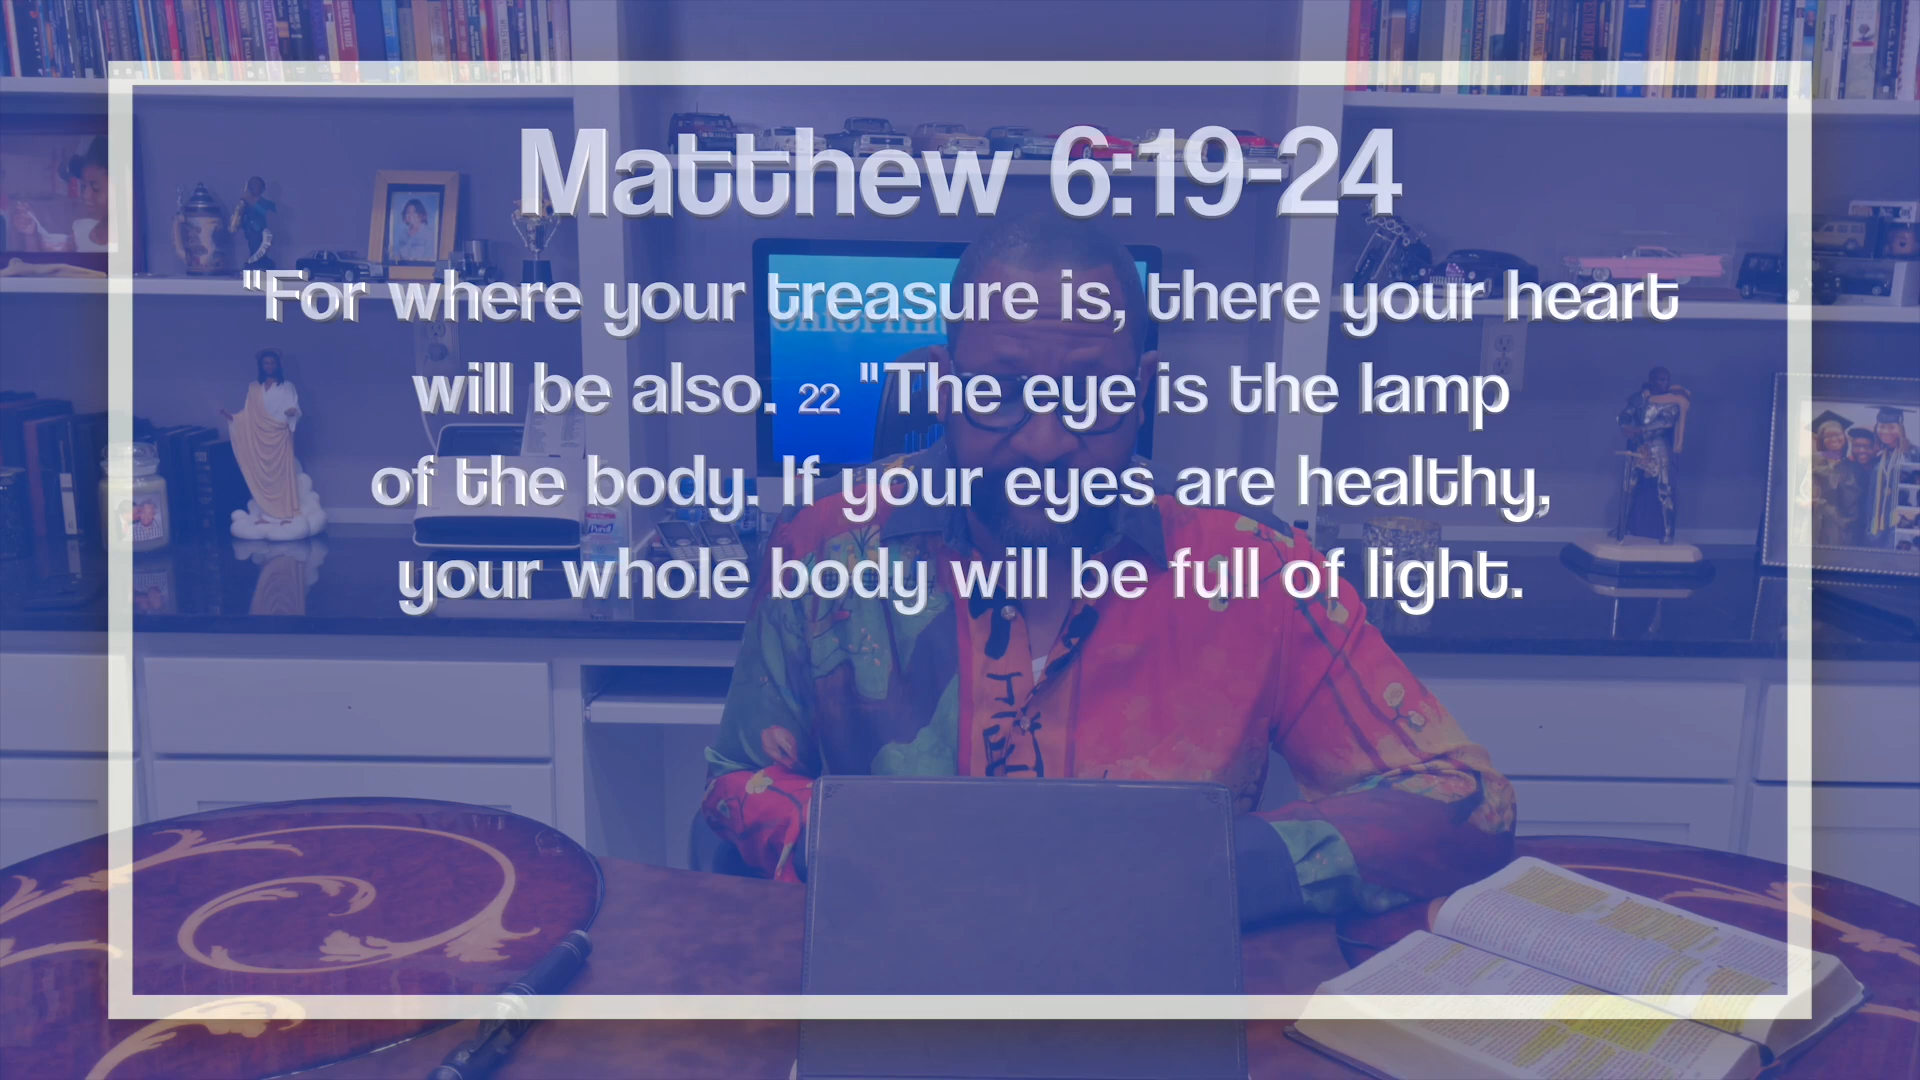 Matthew 6:19-24
"For where your treasure is, there your heart
will be also. 22 "The eye is the lamp
of the body. If your eyes are healthy,
your whole body will be full of light.
Purell